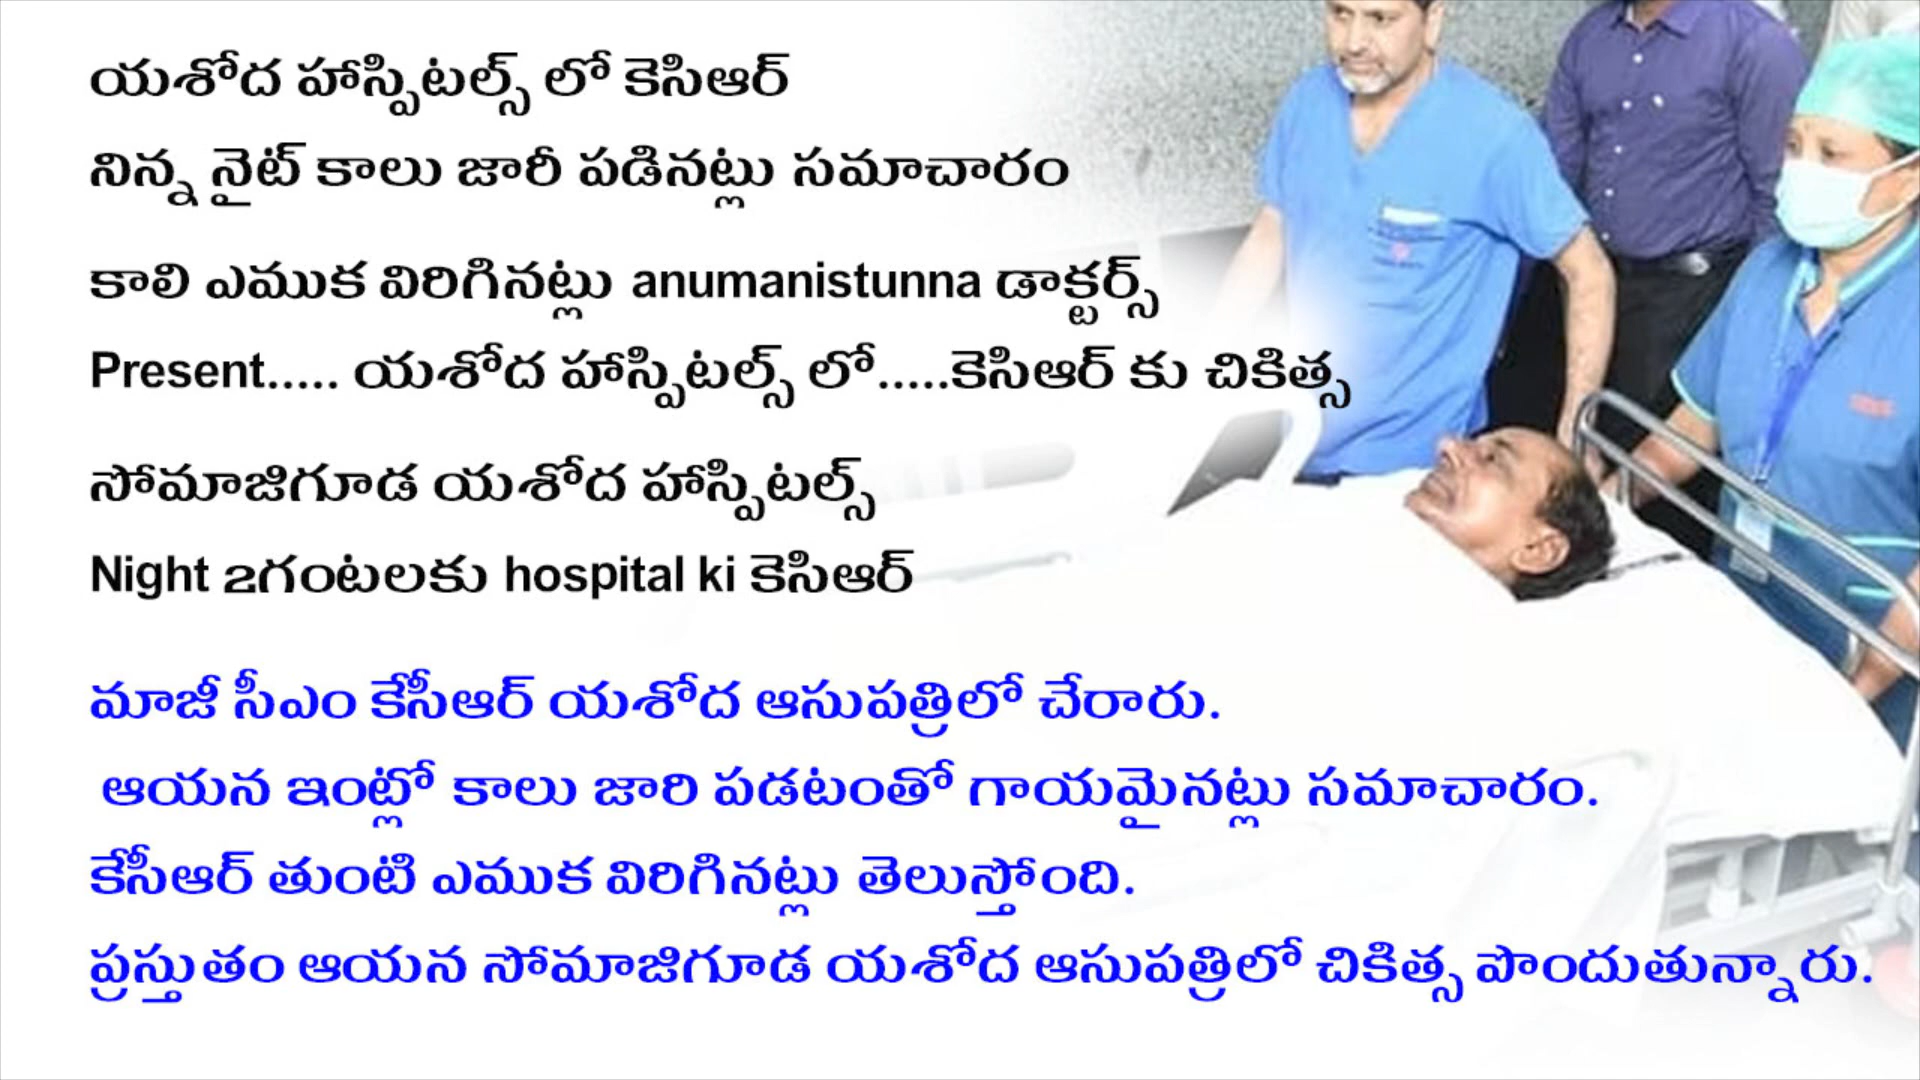 యశోద హాస్పిటల్స్ లో కెసిఆర్
నిన్న నైట్ కాలు జారీ పడినట్లు సమాచారం
కాలి ఎముక విరిగినట్లు anumanistunna డాక్టర్స్
Present..... యశోద హాస్పిటల్స్ లో.....కెసిఆర్ కు చికిత్స
సోమాజిగూడ యశోద హాస్పిటల్స్
Night 2గంటలకు hospital ki కెసిఆర్
మాజీ సీఎం కేసీఆర్ యశోద ఆసుపత్రిలో చేరారు.
ఆయన ఇంట్లో కాలు జారి పడటంతో గాయమైనట్లు సమాచారం.
కేసీఆర్ తుంటి ఎముక విరిగినట్లు తెలుస్తోంది.
ప్రస్తుతం ఆయన సోమాజిగూడ యశోద ఆసుపత్రిలో చికిత్స పొందుతున్నారు.